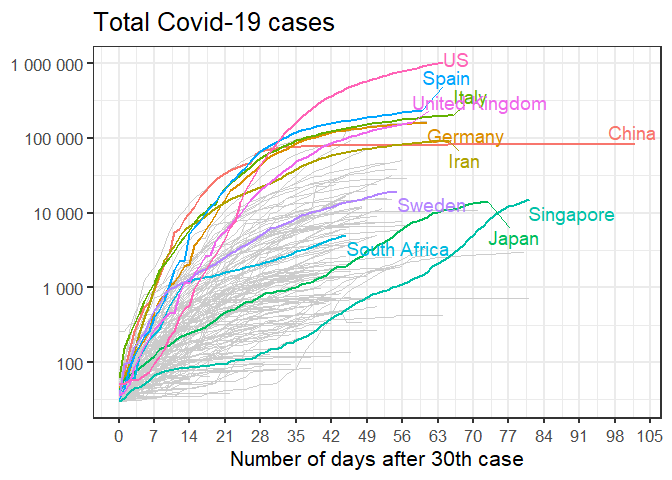 Total Covid-19 cases
1 000 000
100 000
10 000
1 000
100
US
Spain
Italy
United Kingdom
China
Germany
Iran
Sweden
Singapore
Japan
South Africa
0 7 14 21 28 35 42 49 56 63 70 77 84 91 98 105
Number of days after 30th case